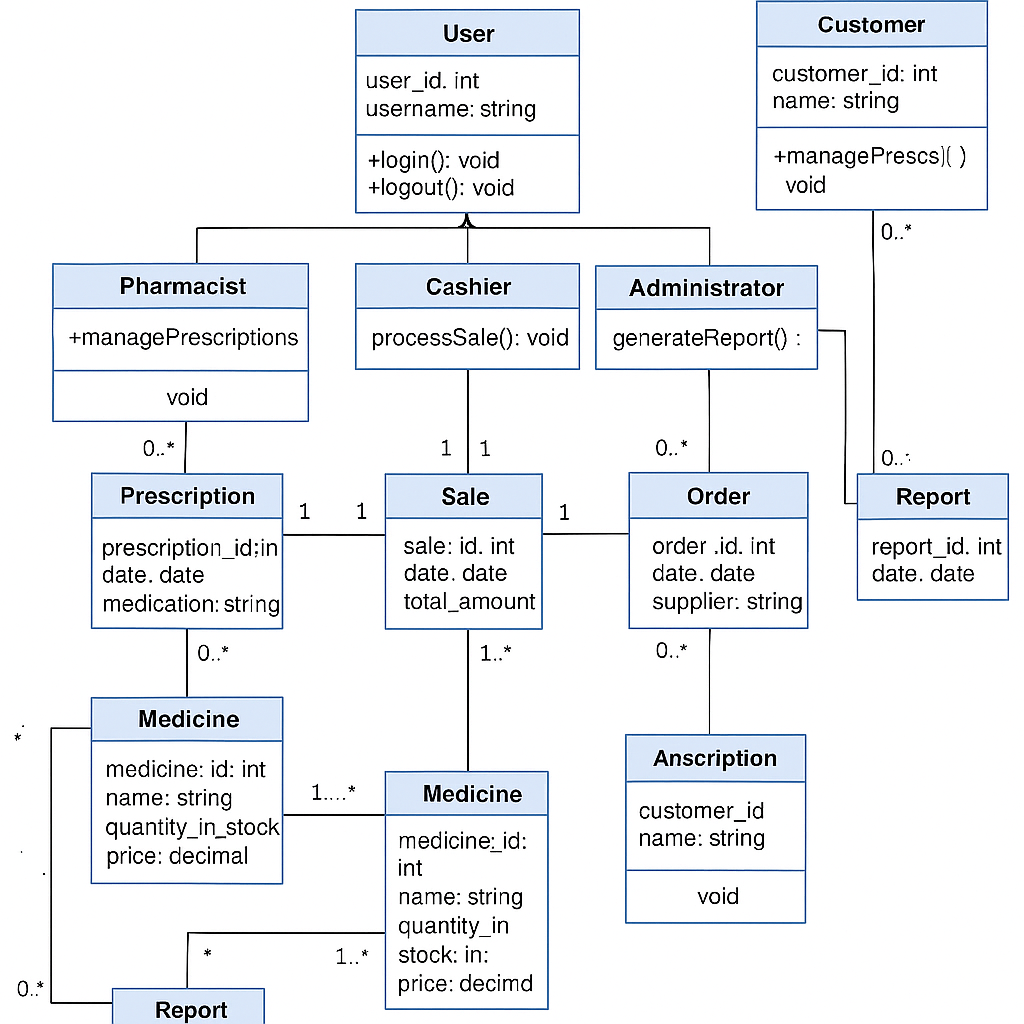 User
user_id. int
username: string
+login(): void
+logout(): void
Customer
customer_id: int
name: string
+managePrescs)( )
void
0..*
Pharmacist
+managePrescriptions
void
0..*
Cashier
processSale(): void
1 1
Administrator
generateReport() :
0..*
0..:
Prescription
prescription_id;in
date. date
medication: string
0..*
1 1
Sale
sale: id. int
date. date
total_amount
1..*
1
Order
order .id. int
date. date
supplier: string
0..*
Report
report_id. int
date. date
Medicine
medicine: id: int
name: string
quantity_in_stock
price: decimal
*
1....*
Medicine
medicine:_id:
int
name: string
quantity_in
stock: in:
price: decimd
Anscription
customer_id
name: string
void
*
1..*
0..*
Report